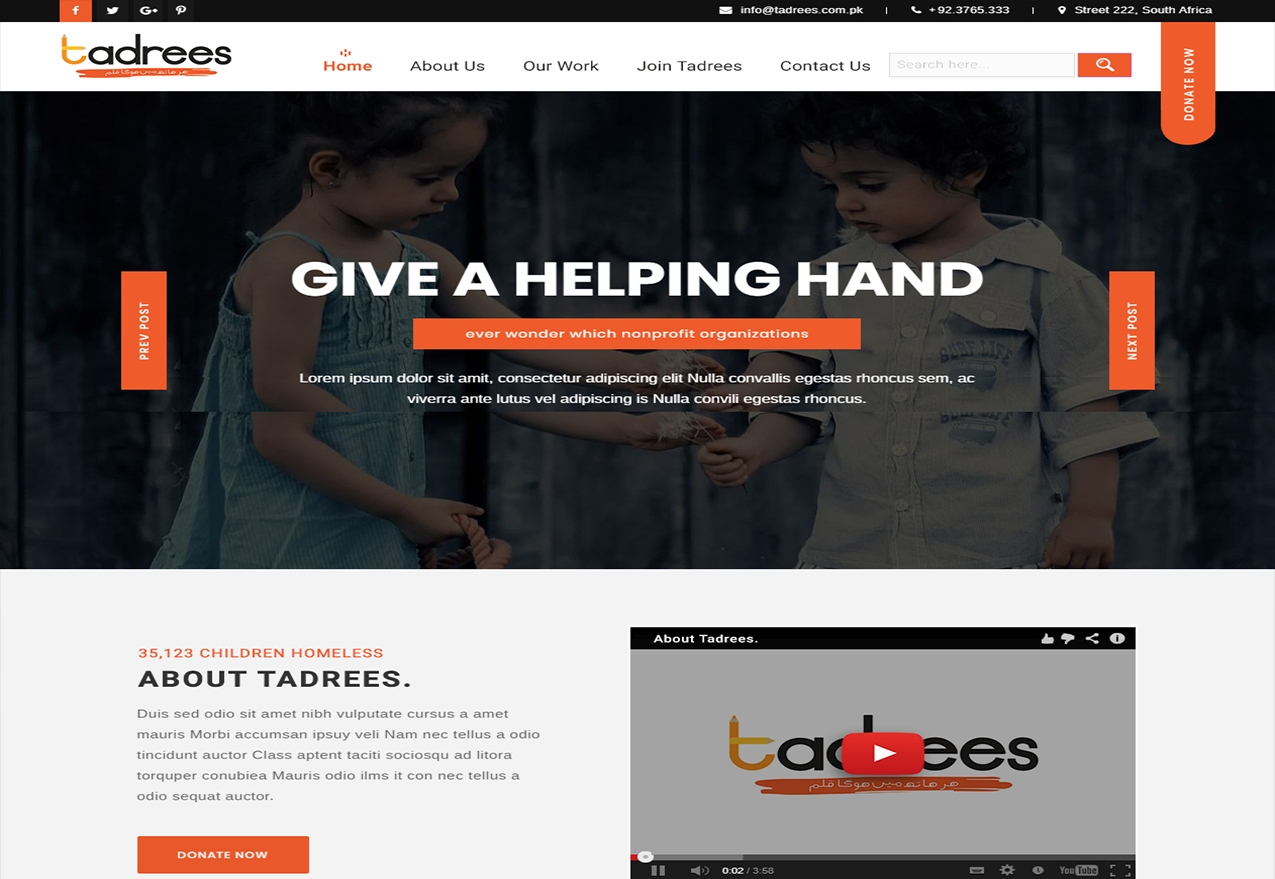 info@tadrees.com.pk
+92.3765.333
Street 222, South Africa
tadrees
ہر ہاتھ میں ہوگا قلم
Home
About Us
Our Work
Join Tadrees
Contact Us
Search here...
DONATE NOW
GIVE A HELPING HAND
ever wonder which nonprofit organizations
PREV POST
NEXT POST
Lorem ipsum dolor sit amit, consectetur adipiscing elit Nulla convallis egestas rhoncus sem, ac
viverra ante lutus vel adipiscing is Nulla convili egestas rhoncus.
SURF LIFE
35,123 CHILDREN HOMELESS
ABOUT TADREES.
Duis sed odio sit amet nibh vulputate cursus a amet
mauris Morbi accumsan ipsuy veli Nam nec tellus a odio
tincidunt auctor Class aptent taciti sociosqu ad litora
torquper conubiea Mauris odio ilms it con nec tellus a
odio sequat auctor.
DONATE NOW
About Tadrees.
tadrees
ہر ہاتھ میں ہوگا قلم
0:02 / 3:58
YouTube